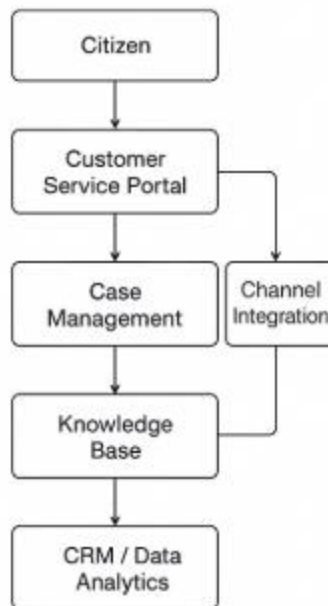 Citizen
Customer
Service Portal
Case
Management
Channel
Integration
Knowledge
Base
CRM / Data
Analytics